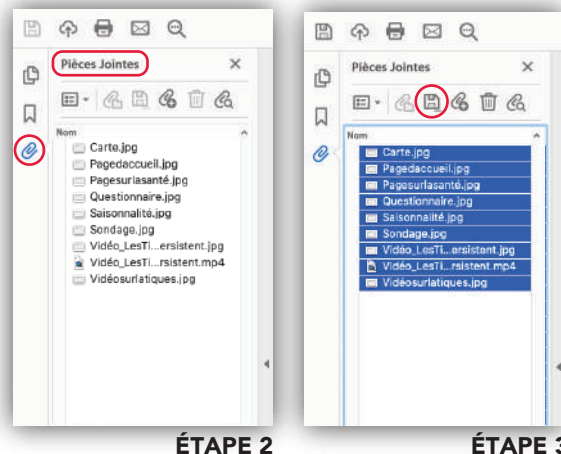 Pièces Jointes
Nom
Carte.jpg
Pagedaccueil.jpg
Pagesurlasanté.jpg
Questionnaire.jpg
Saisonnalité.jpg
Sondage.jpg
Vidéo_LesTi...ersistent.jpg
Vidéo_LesTi...rsistent.mp4
Vidéosurlatiques.jpg
ÉTAPE 2
Pièces Jointes
Nom
Carte.jpg
Pagedaccueil.jpg
Pagesurlasanté.jpg
Questionnaire.jpg
Saisonnalité.jpg
Sondage.jpg
Vidéo_LesTi...ersistent.jpg
Vidéo_LesTi...rsistent.mp4
Vidéosurlatiques.jpg
ÉTAPE 3